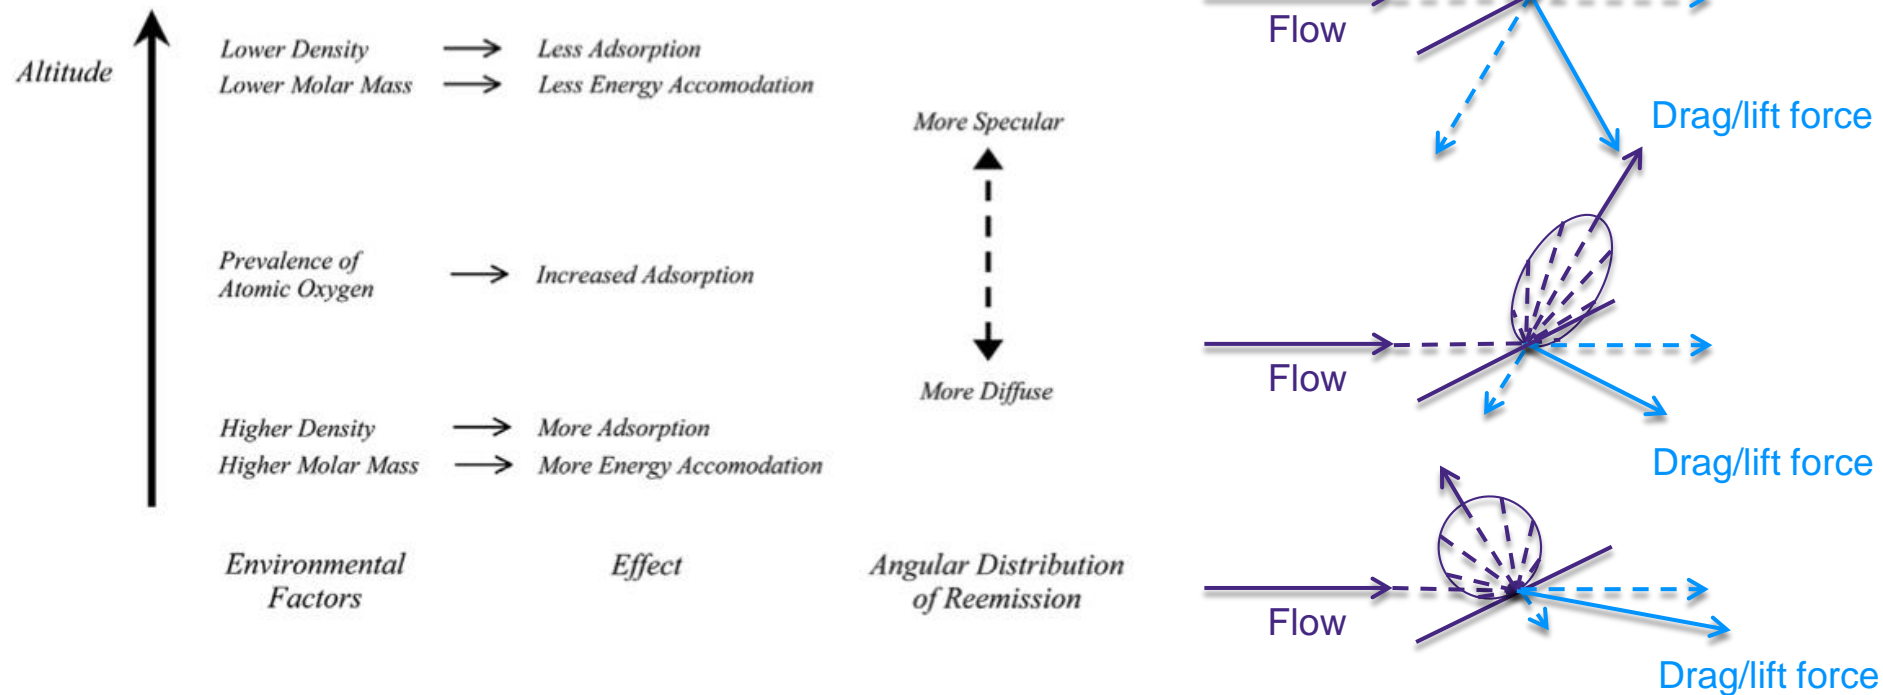 Altitude
Lower Density
Less Adsorption
Lower Molar Mass
Less Energy Accomodation
More Specular
Prevalence of
Atomic Oxygen
Increased Adsorption
More Diffuse
Higher Density
More Adsorption
Higher Molar Mass
More Energy Accomodation
Environmental
Factors
Effect
Angular Distribution
of Reemission
Flow
Drag/lift force
Flow
Drag/lift force
Flow
Drag/lift force